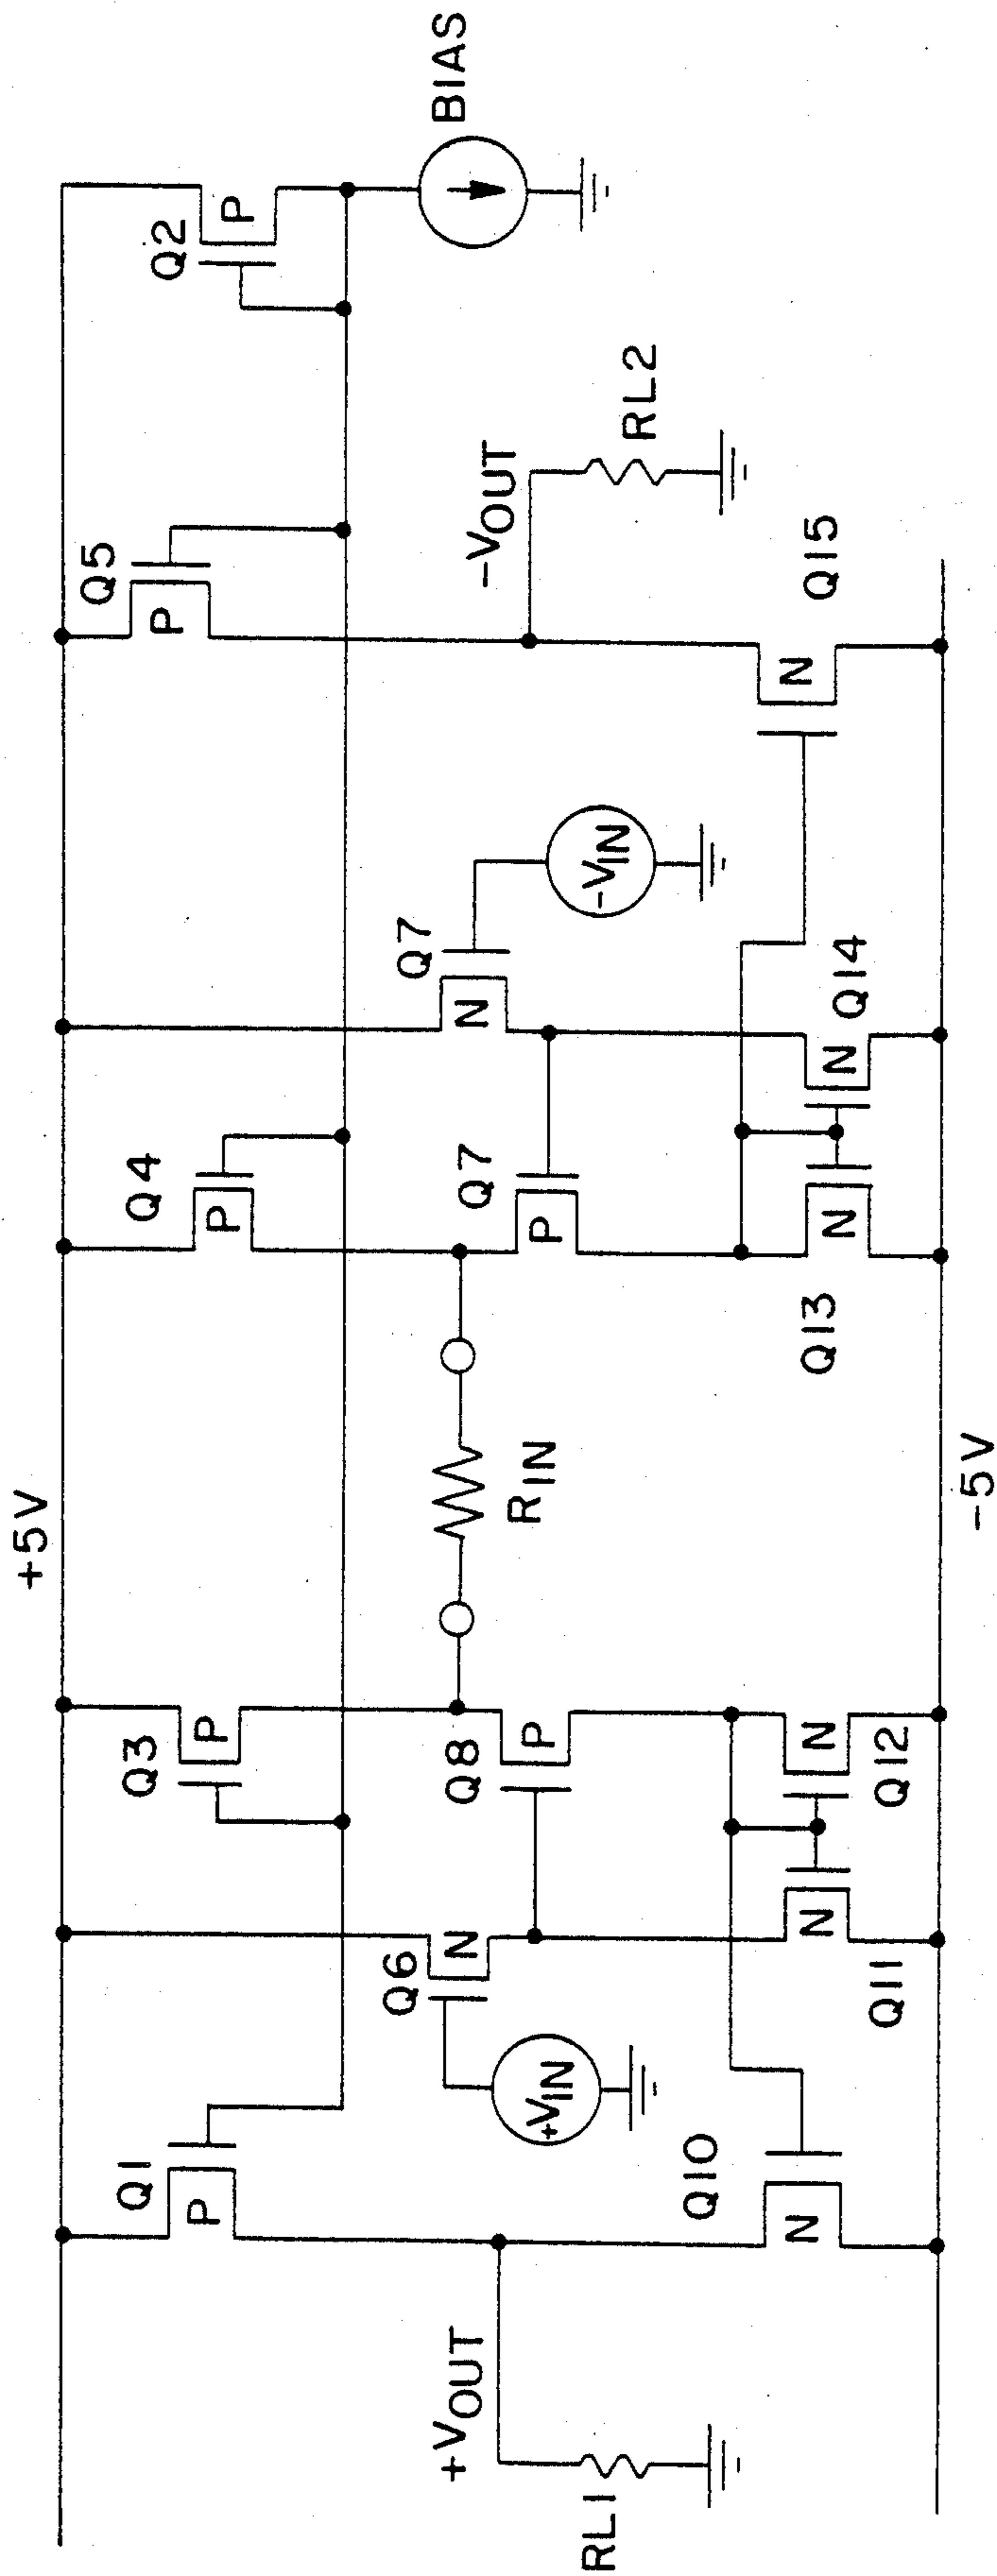 +5V
Q1
P
Q3
P
Q4
P
Q5
P
Q2
P
BIAS
Q6
N
+VIN
Q8
P
RIN
Q7
P
Q7
N
-VIN
-VOUT
RL2
+VOUT
RL1
Q10
N
Q11
N
Q12
N
Q13
N
Q14
N
Q15
N
-5V